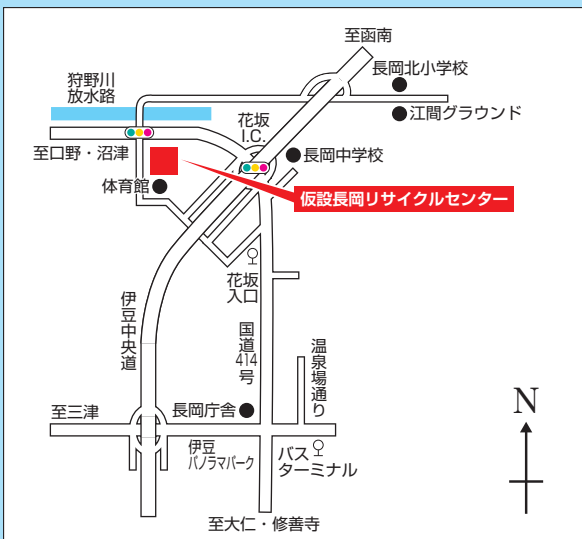 至函南
長岡北小学校
狩野川
放水路
江間グラウンド
花坂
I.C.
至口野・沼津
長岡中学校
体育館
仮設長岡リサイクルセンター
花坂
入口
伊豆中央道
国道414号
温泉場通り
N
至三津
長岡庁舎
伊豆
パノラマパーク
バス
ターミナル
至大仁・修善寺